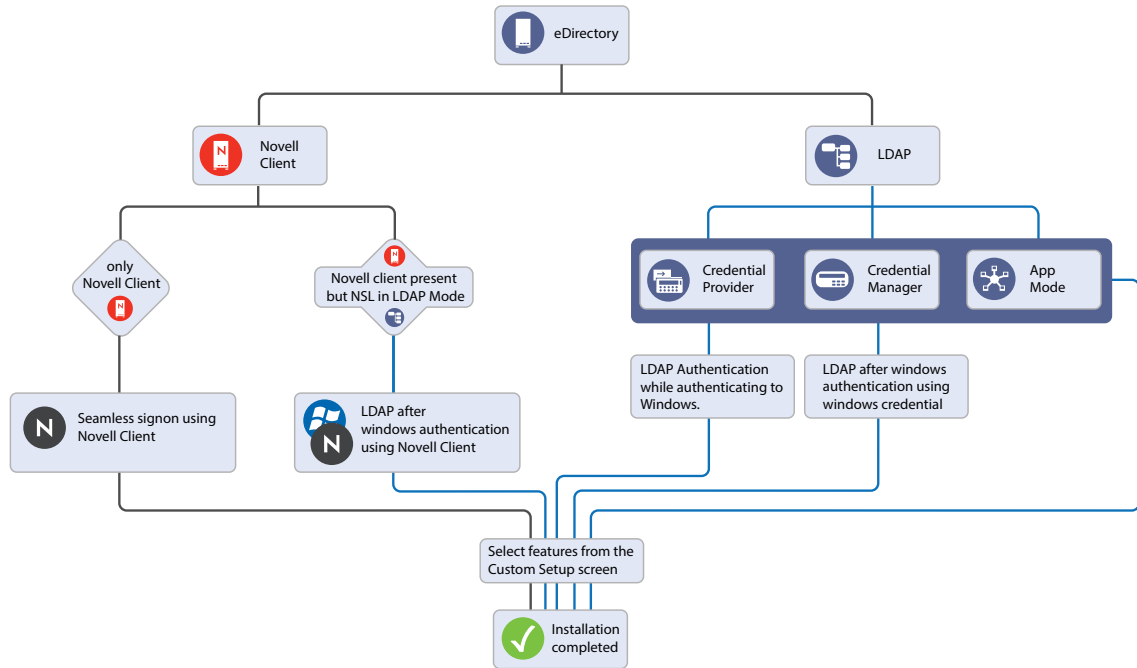 eDirectory
Novell
Client
LDAP
only
Novell Client
Novell client present
but NSL in LDAP Mode
Credential
Provider
Credential
Manager
App
Mode
LDAP Authentication
while authenticating to
Windows.
LDAP after windows
authentication using
windows credential
Seamless signon using
Novell Client
LDAP after
windows authentication
using Novell Client
Select features from the
Custom Setup screen
Installation
completed